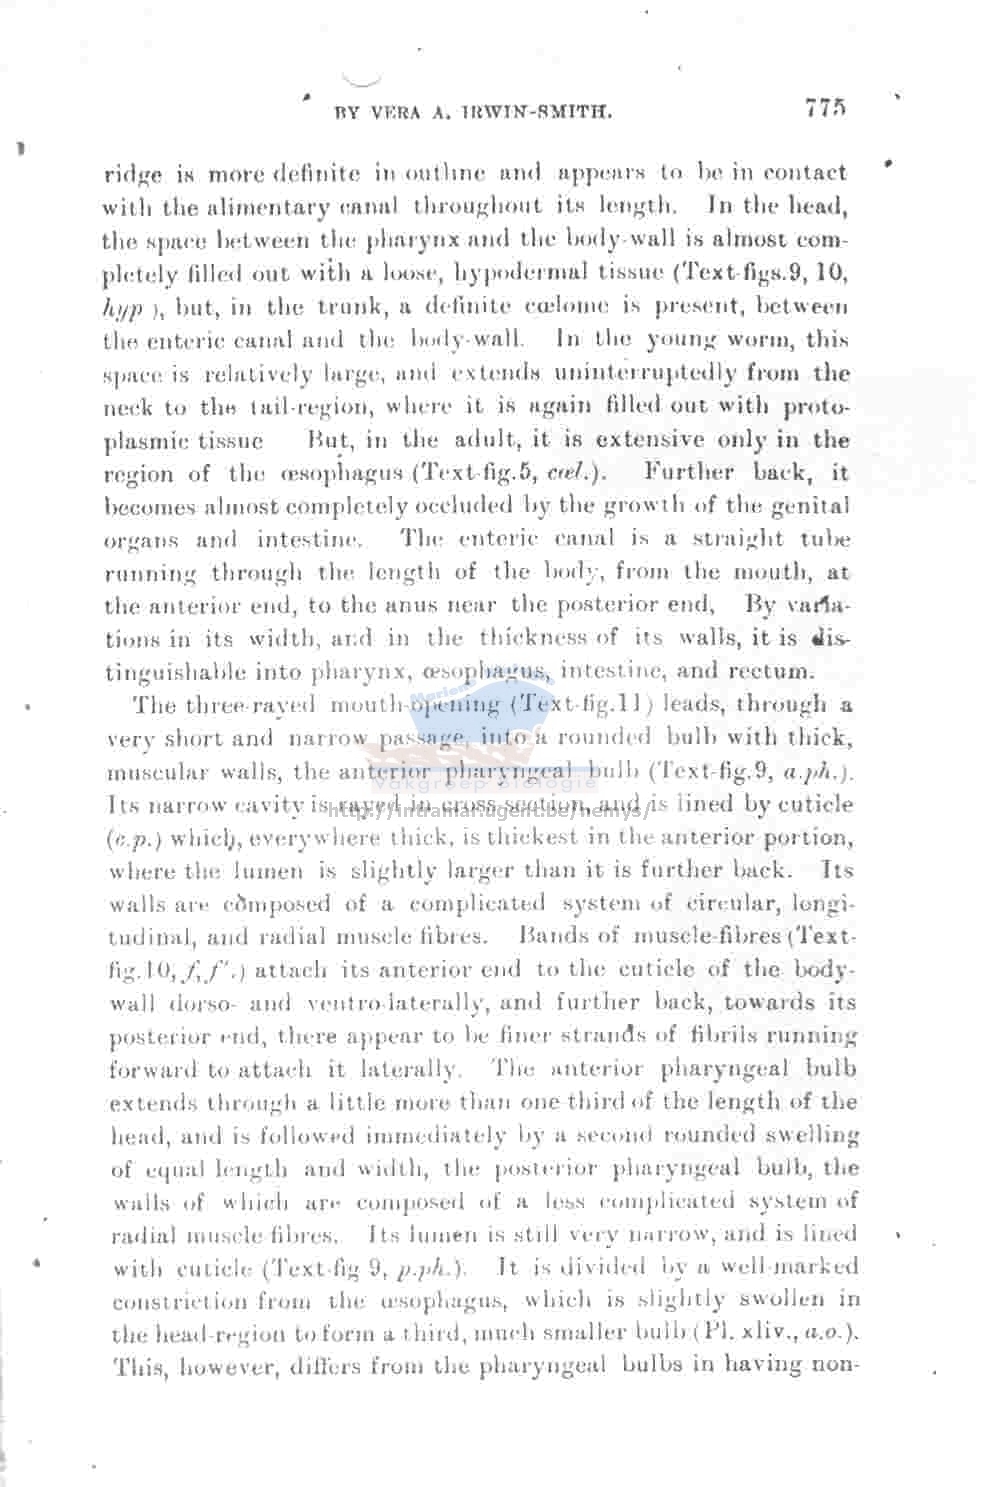 BY VERA A. IRWIN-SMITH. 775
ridge is more definite in outline and appears to be in contact
with the alimentary canal throughout its length. In the head,
the space between the pharynx and the body-wall is almost com-
pletely filled out with a loose, hypodermal tissue (Text-figs.9, 10,
hyp ), but, in the trunk, a definite cœlome is present, between
the enteric canal and the body-wall. In the young worm, this
space is relatively large, and extends uninterruptedly from the
neck to the tail-region, where it is again filled out with proto-
plasmic tissue But, in the adult, it is extensive only in the
region of the œsophagus (Text-fig.5, cœl.). Further back, it
becomes almost completely occluded by the growth of the genital
organs and intestine. The enteric canal is a straight tube
running through the length of the body, from the mouth, at
the anterior end, to the anus near the posterior end, By varia-
tions in its width, and in the thickness of its walls, it is dis-
tinguishable into pharynx, œsophagus, intestine, and rectum.
The three-rayed mouth-opening (Text-fig.11) leads, through a
very short and narrow passage, into a rounded bulb with thick,
muscular walls, the anterior pharyngeal bulb (Text-fig.9, a.ph.).
vakgroep biologie
Its narrow cavity is rayed in cross section, and is lined by cuticle
http://intramar.ugent.be/nemys/
(c.p.) which, everywhere thick, is thickest in the anterior portion,
where the lumen is slightly larger than it is further back. Its
walls are composed of a complicated system of circular, longi-
tudinal, and radial muscle fibres. Bands of muscle-fibres (Text-
fig.10, f, f'.) attach its anterior end to the cuticle of the body-
wall dorso- and ventro-laterally, and further back, towards its
posterior end, there appear to be finer strands of fibrils running
forward to attach it laterally. The anterior pharyngeal bulb
extends through a little more than one-third of the length of the
head, and is followed immediately by a second rounded swelling
of equal length and width, the posterior pharyngeal bulb, the
walls of which are composed of a less complicated system of
radial muscle-fibres. Its lumen is still very narrow, and is lined
with cuticle (Text-fig 9, p.ph.). It is divided by a well-marked
constriction from the œsophagus, which is slightly swollen in
the head-region to form a third, much smaller bulb (Pl. xliv., a.o.).
This, however, differs from the pharyngeal bulbs in having non-